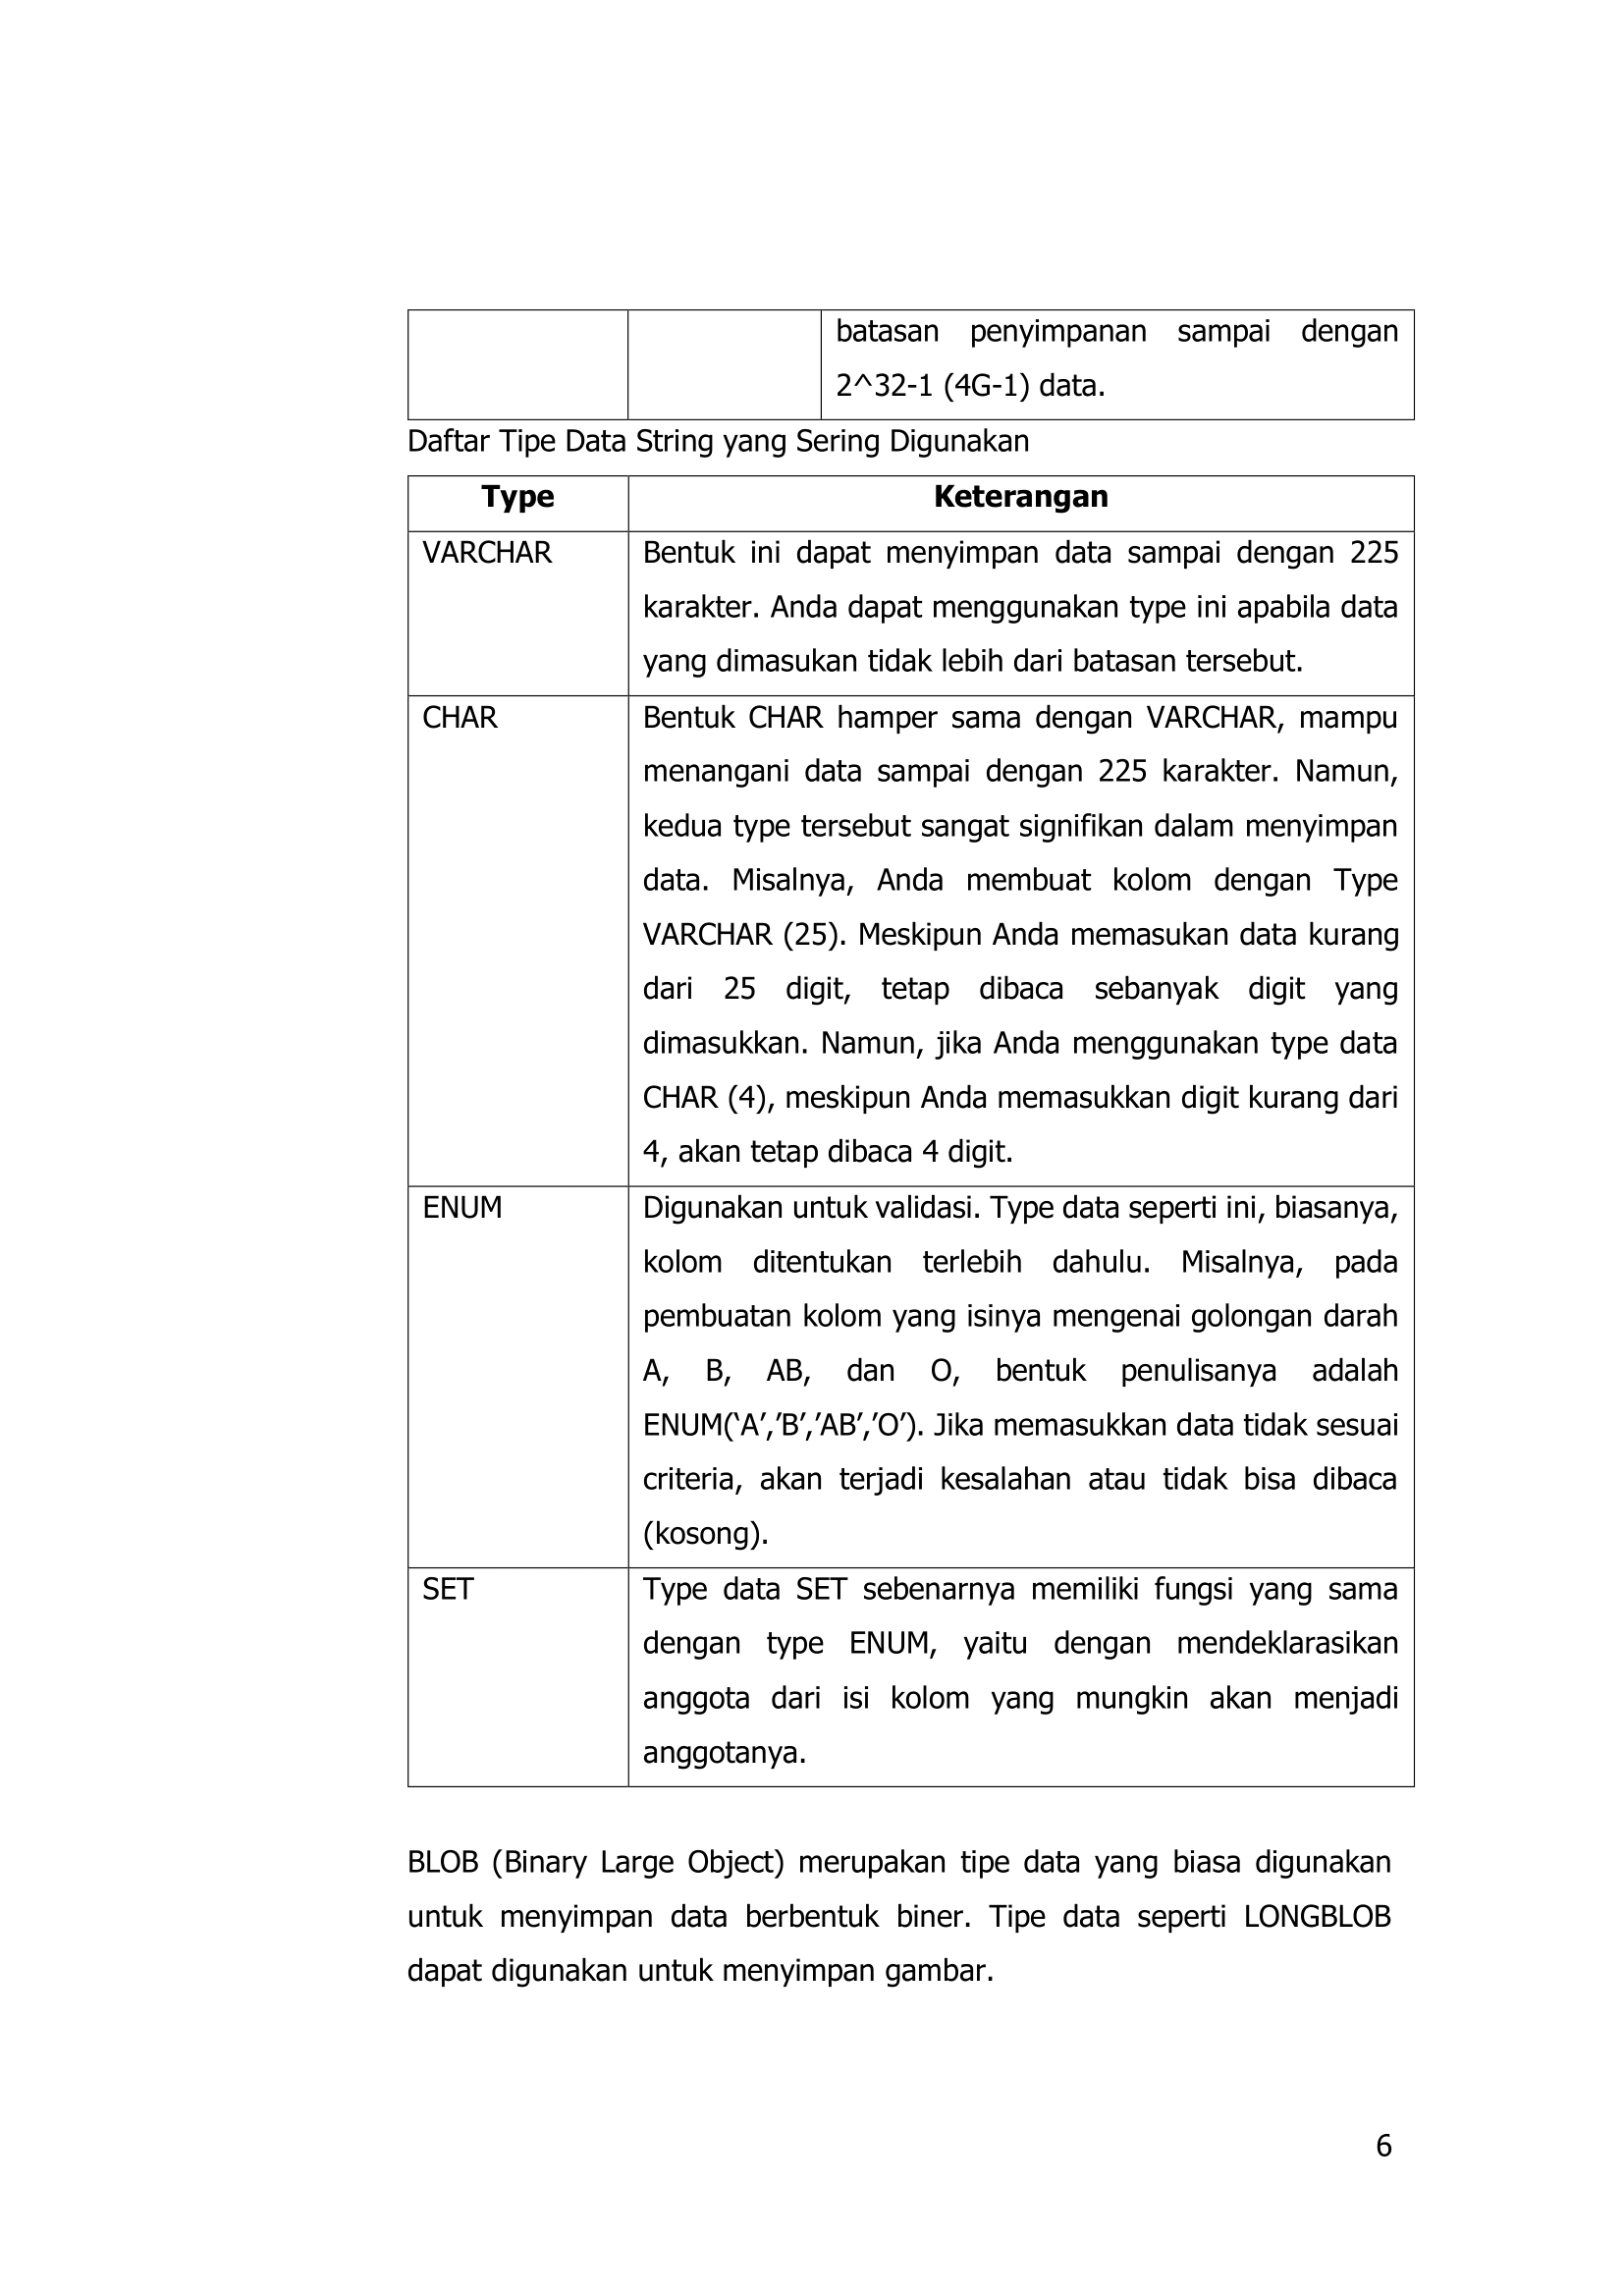 batasan penyimpanan sampai dengan
2^32-1 (4G-1) data.
Daftar Tipe Data String yang Sering Digunakan
Type Keterangan
VARCHAR Bentuk ini dapat menyimpan data sampai dengan 225
karakter. Anda dapat menggunakan type ini apabila data
yang dimasukan tidak lebih dari batasan tersebut.
CHAR Bentuk CHAR hamper sama dengan VARCHAR, mampu
menangani data sampai dengan 225 karakter. Namun,
kedua type tersebut sangat signifikan dalam menyimpan
data. Misalnya, Anda membuat kolom dengan Type
VARCHAR (25). Meskipun Anda memasukan data kurang
dari 25 digit, tetap dibaca sebanyak digit yang
dimasukkan. Namun, jika Anda menggunakan type data
CHAR (4), meskipun Anda memasukkan digit kurang dari
4, akan tetap dibaca 4 digit.
ENUM Digunakan untuk validasi. Type data seperti ini, biasanya,
kolom ditentukan terlebih dahulu. Misalnya, pada
pembuatan kolom yang isinya mengenai golongan darah
A, B, AB, dan O, bentuk penulisanya adalah
ENUM(‘A’,’B’,’AB’,’O’). Jika memasukkan data tidak sesuai
criteria, akan terjadi kesalahan atau tidak bisa dibaca
(kosong).
SET Type data SET sebenarnya memiliki fungsi yang sama
dengan type ENUM, yaitu dengan mendeklarasikan
anggota dari isi kolom yang mungkin akan menjadi
anggotanya.
BLOB (Binary Large Object) merupakan tipe data yang biasa digunakan
untuk menyimpan data berbentuk biner. Tipe data seperti LONGBLOB
dapat digunakan untuk menyimpan gambar.
6